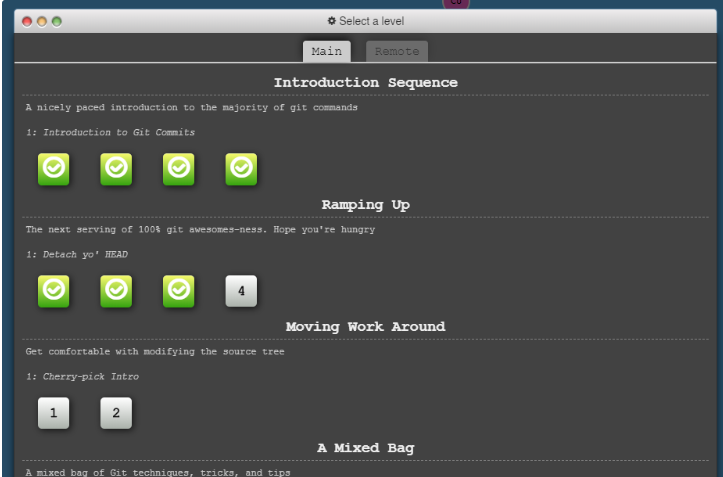 Select a level
Main Remote
Introduction Sequence
A nicely paced introduction to the majority of git commands
1: Introduction to Git Commits
Ramping Up
The next serving of 100% git awesomes-ness. Hope you're hungry
1: Detach yo' HEAD
4
Moving Work Around
Get comfortable with modifying the source tree
1: Cherry-pick Intro
1 2
A Mixed Bag
A mixed bag of Git techniques, tricks, and tips